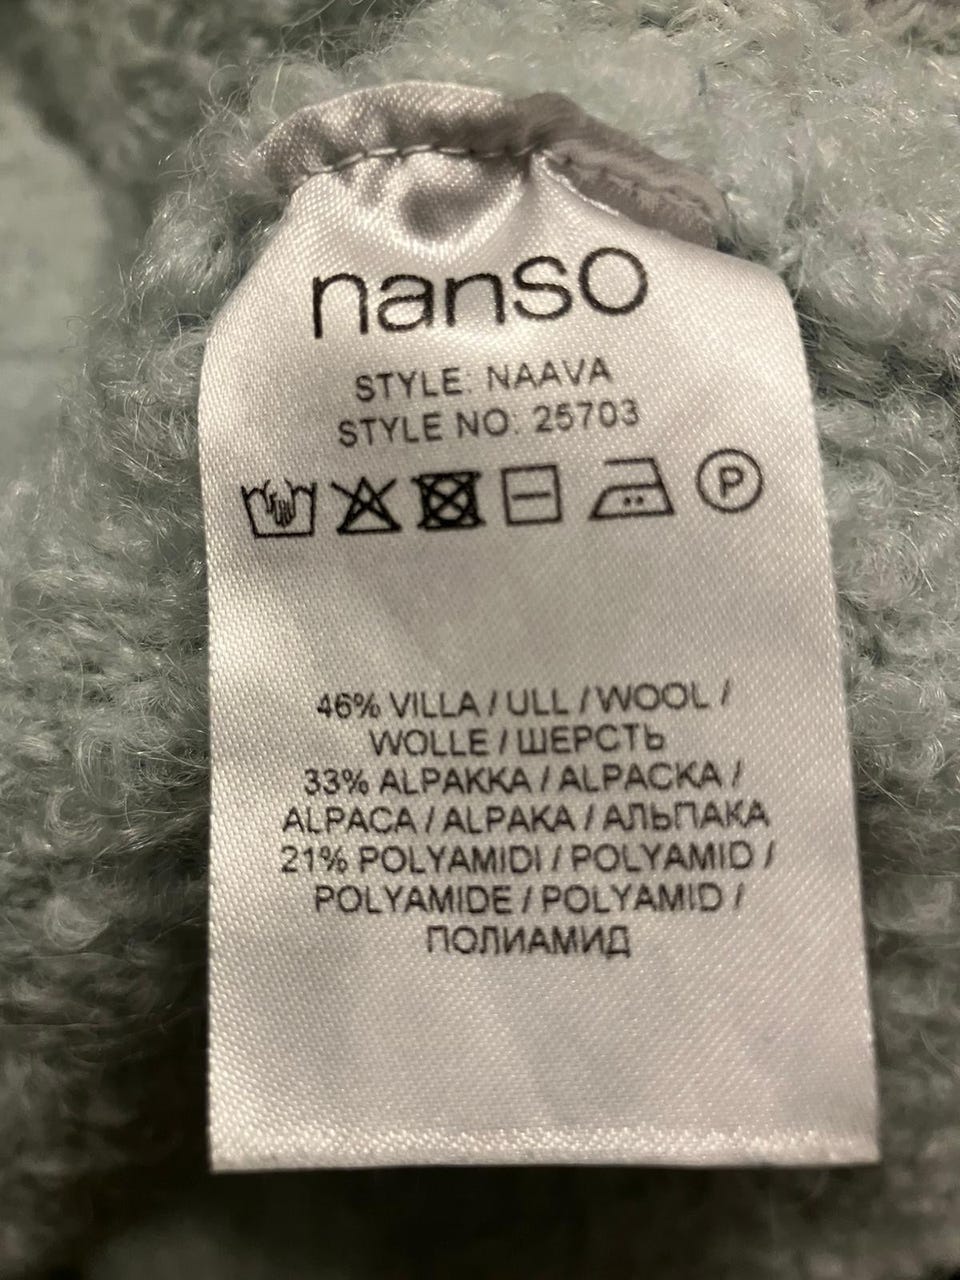 nanso
STYLE: NAAVA
STYLE NO: 25703
P
46% VILLA / ULL / WOOL /
WOLLE / ШЕРСТЬ
33% ALPAKKA / ALPACKA /
ALPACA / ALPAKA / АЛЬПАКА
21% POLYAMIDI / POLYAMID /
POLYAMIDE / POLYAMID /
ПОЛИАМИД